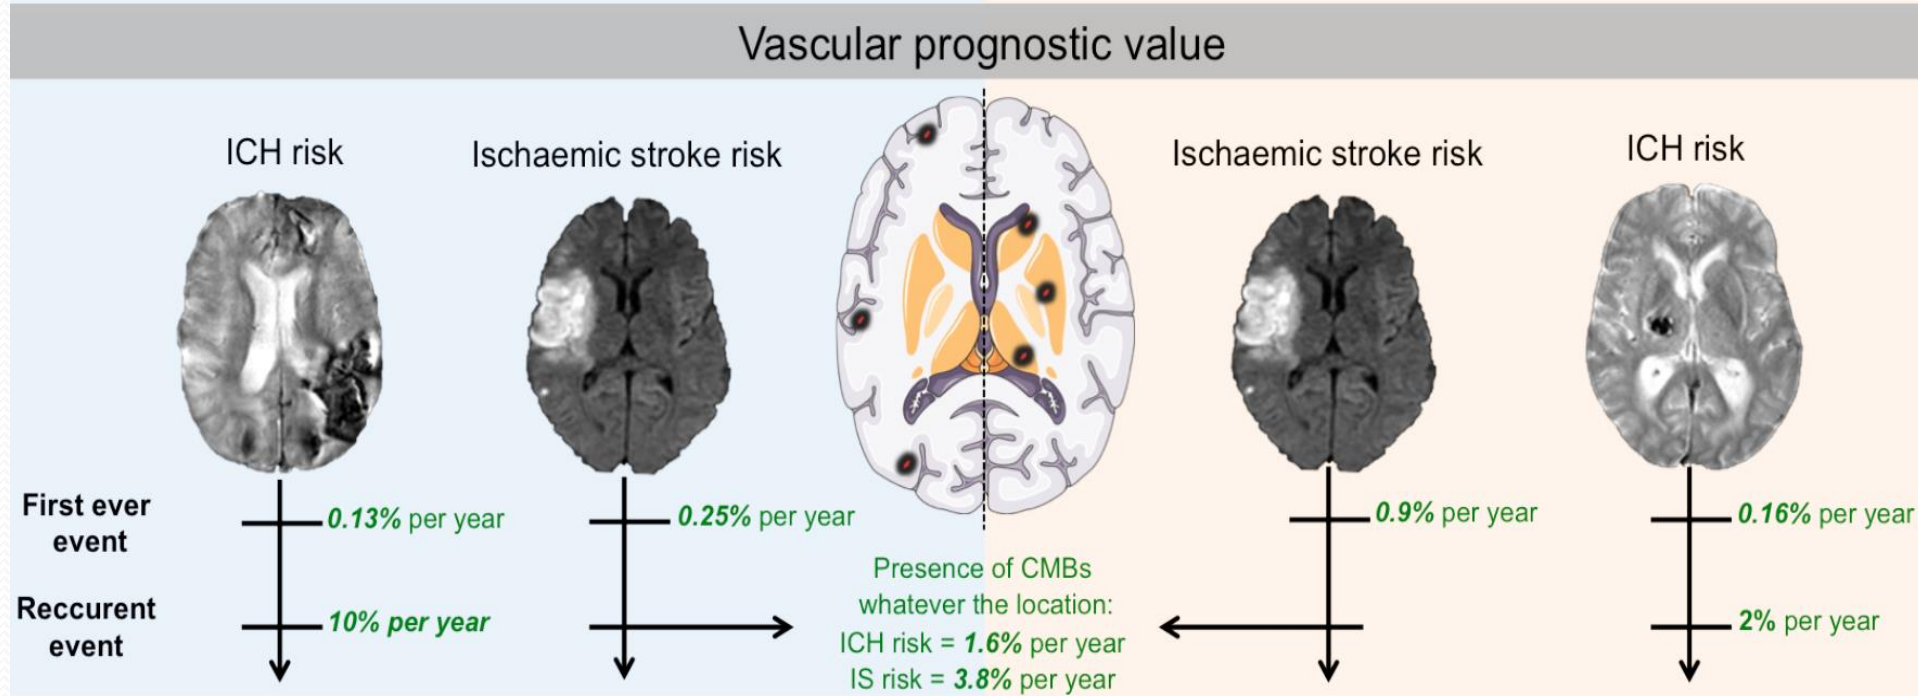 Vascular prognostic value
ICH risk
Ischaemic stroke risk
Ischaemic stroke risk
ICH risk
First ever
event
0.13% per year
0.25% per year
0.9% per year
0.16% per year
Presence of CMBs
whatever the location:
ICH risk = 1.6% per year
IS risk = 3.8% per year
Reccurent
event
10% per year
2% per year